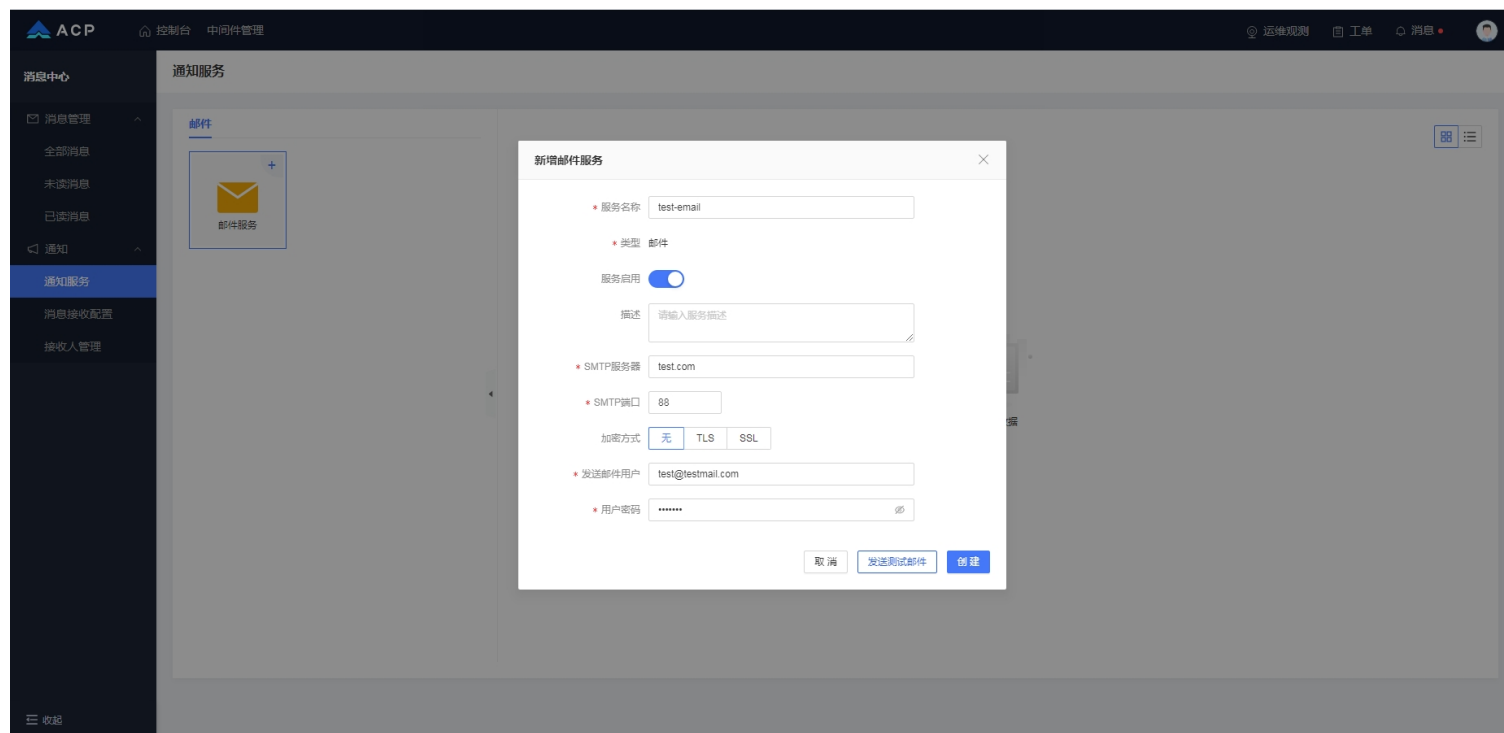 ACP 控制台 中间件管理 运维观测 工单 消息
消息中心
通知服务
消息管理
全部消息
未读消息
已读消息
通知
通知服务
消息接收配置
接收人管理
收起
邮件
+
邮件服务
新增邮件服务
* 服务名称 test-email
* 类型 邮件
服务启用
描述 请输入服务描述
* SMTP服务器 test.com
* SMTP端口 88
加密方式 无 TLS SSL
* 发送邮件用户 test@testmail.com
* 用户密码 •••••••
取 消 发送测试邮件 创 建